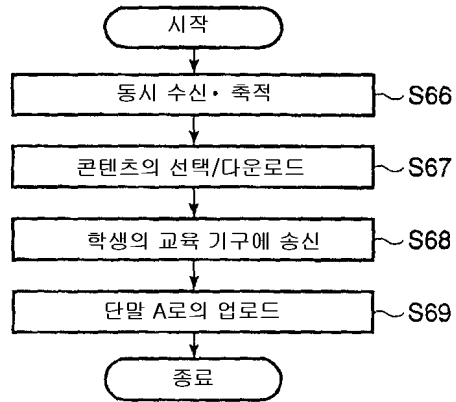 시작
동시 수신· 축적 S66
콘텐츠의 선택/다운로드 S67
학생의 교육 기구에 송신 S68
단말 A로의 업로드 S69
종료